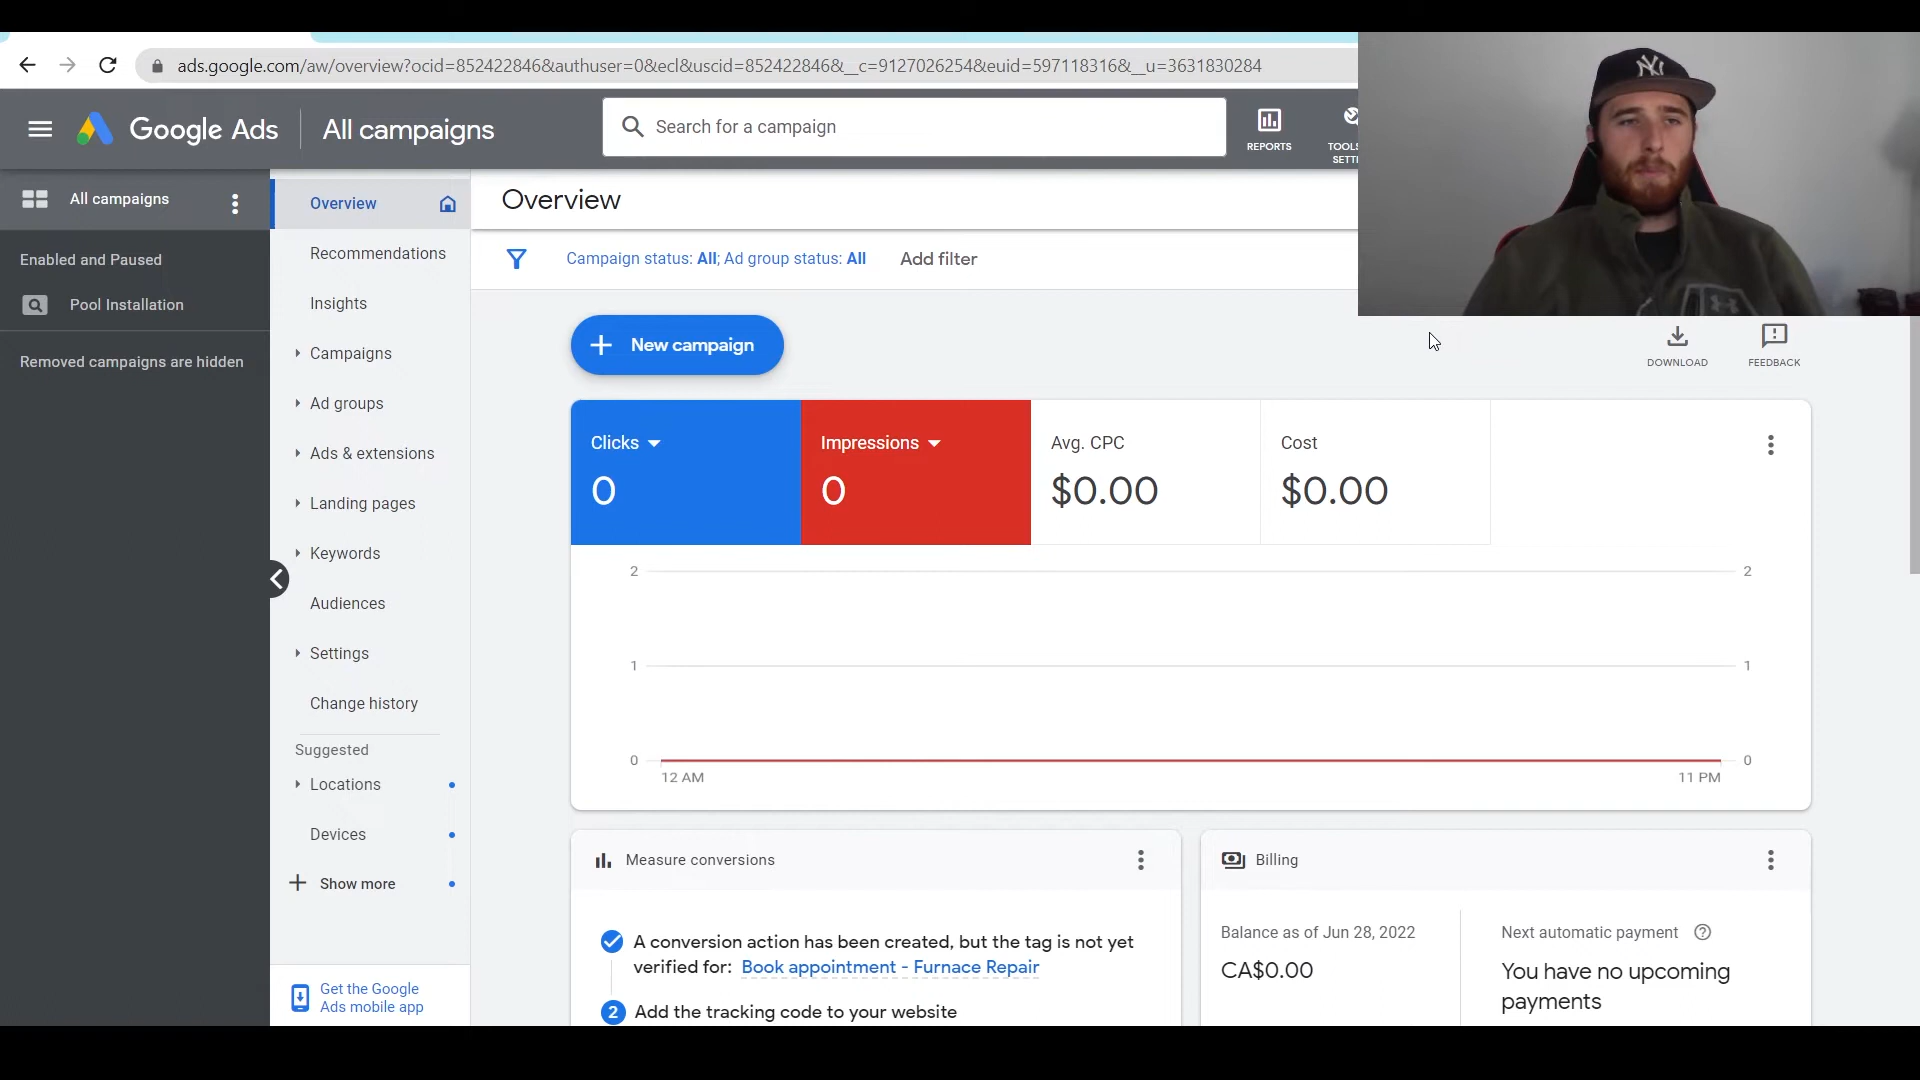 ads.google.com/aw/overview?ocid=852422846&authuser=0&ecl&uscid=852422846&__c=9127026254&euid=597118316&__u=3631830284
Google Ads
All campaigns
Search for a campaign
REPORTS
TOOLS
SETTI
NY
All campaigns
Enabled and Paused
Pool Installation
Removed campaigns are hidden
Overview
Recommendations
Insights
Campaigns
Ad groups
Ads & extensions
Landing pages
Keywords
Audiences
Settings
Change history
Suggested
Locations
Devices
Show more
Get the Google
Ads mobile app
Overview
Campaign status: All; Ad group status: All
Add filter
New campaign
DOWNLOAD
FEEDBACK
Clicks
0
Impressions
0
Avg. CPC
$0.00
Cost
$0.00
2
2
1
1
0
0
12 AM
11 PM
Measure conversions
A conversion action has been created, but the tag is not yet
verified for: Book appointment - Furnace Repair
2 Add the tracking code to your website
Billing
Balance as of Jun 28, 2022
CA$0.00
Next automatic payment
You have no upcoming
payments